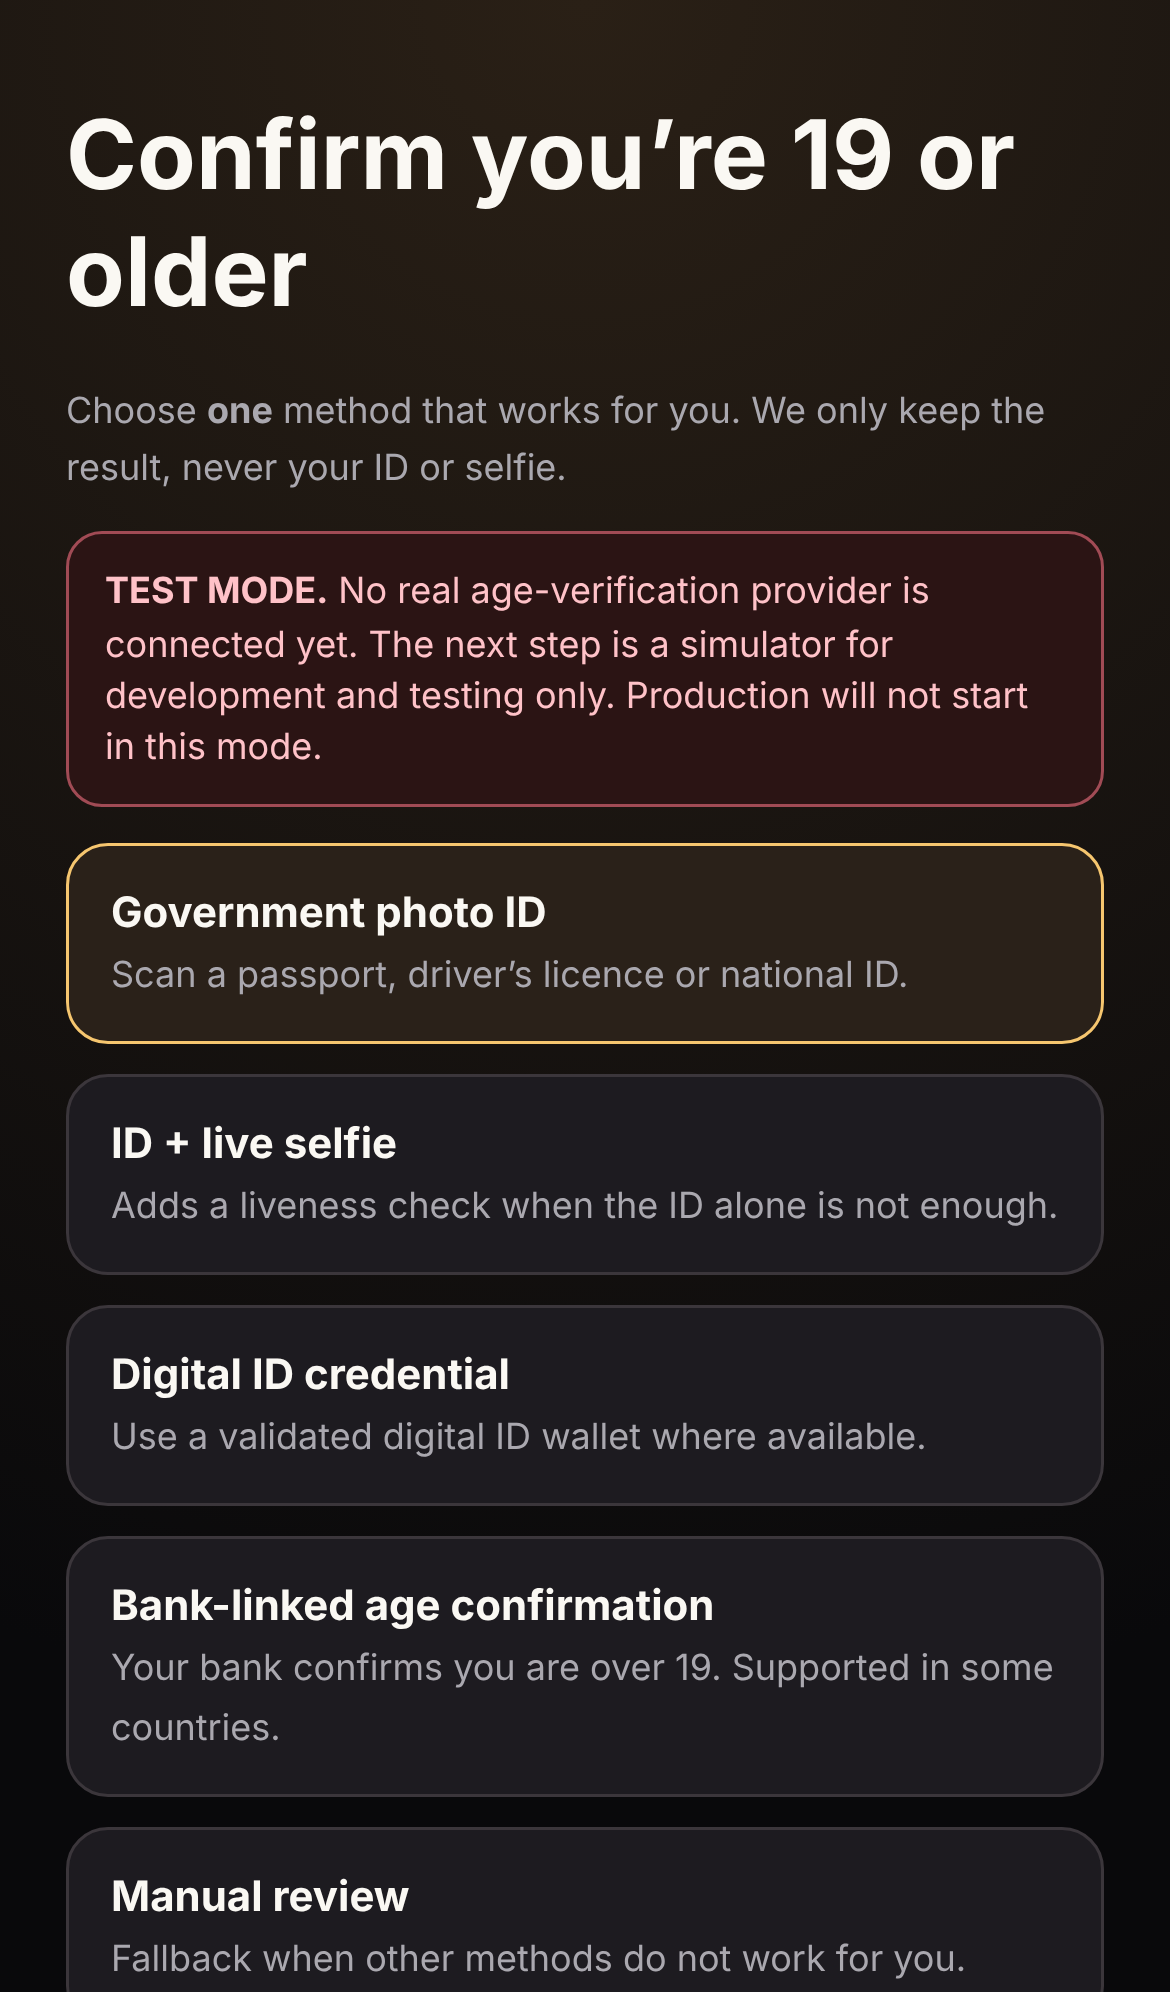 Confirm you’re 19 or
older
Choose one method that works for you. We only keep the
result, never your ID or selfie.
TEST MODE. No real age-verification provider is
connected yet. The next step is a simulator for
development and testing only. Production will not start
in this mode.
Government photo ID
Scan a passport, driver’s licence or national ID.
ID + live selfie
Adds a liveness check when the ID alone is not enough.
Digital ID credential
Use a validated digital ID wallet where available.
Bank-linked age confirmation
Your bank confirms you are over 19. Supported in some
countries.
Manual review
Fallback when other methods do not work for you.